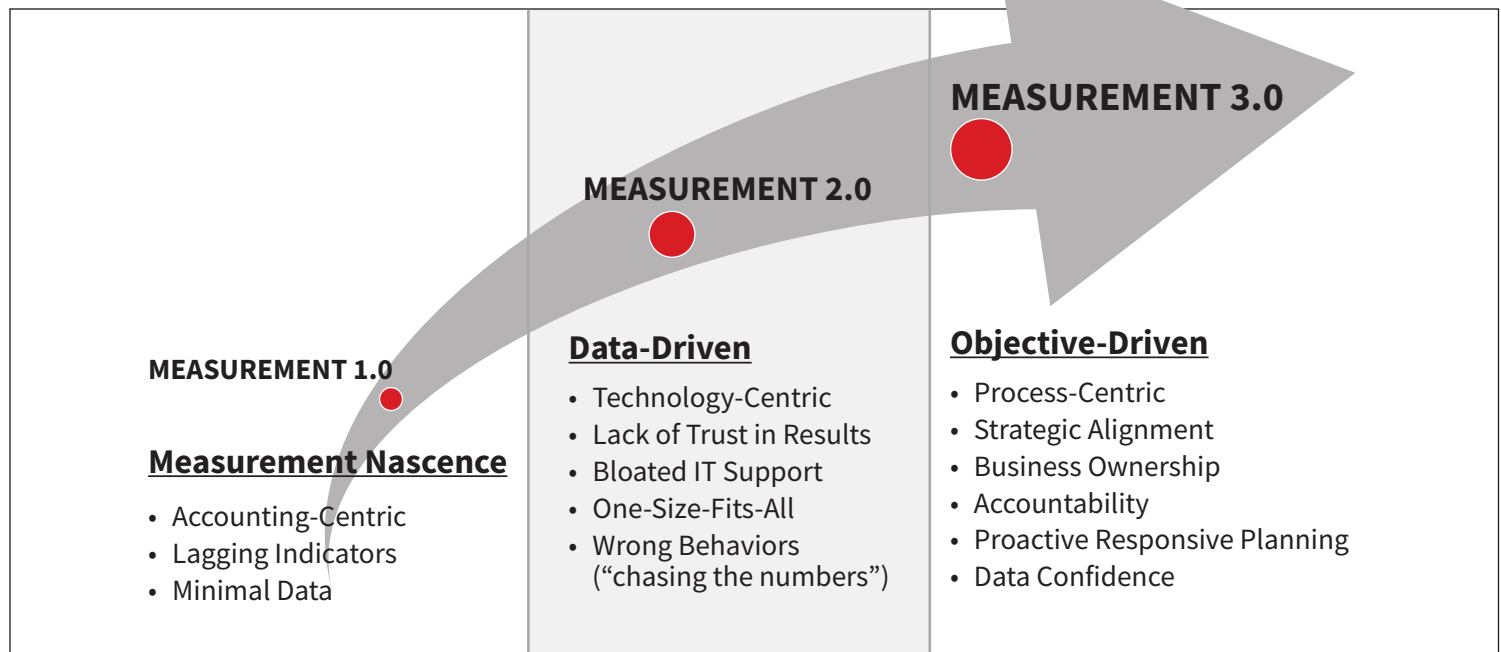 MEASUREMENT 1.0
Measurement Nascence
• Accounting-Centric
• Lagging Indicators
• Minimal Data
MEASUREMENT 2.0
Data-Driven
• Technology-Centric
• Lack of Trust in Results
• Bloated IT Support
• One-Size-Fits-All
• Wrong Behaviors
(“chasing the numbers”)
MEASUREMENT 3.0
Objective-Driven
• Process-Centric
• Strategic Alignment
• Business Ownership
• Accountability
• Proactive Responsive Planning
• Data Confidence